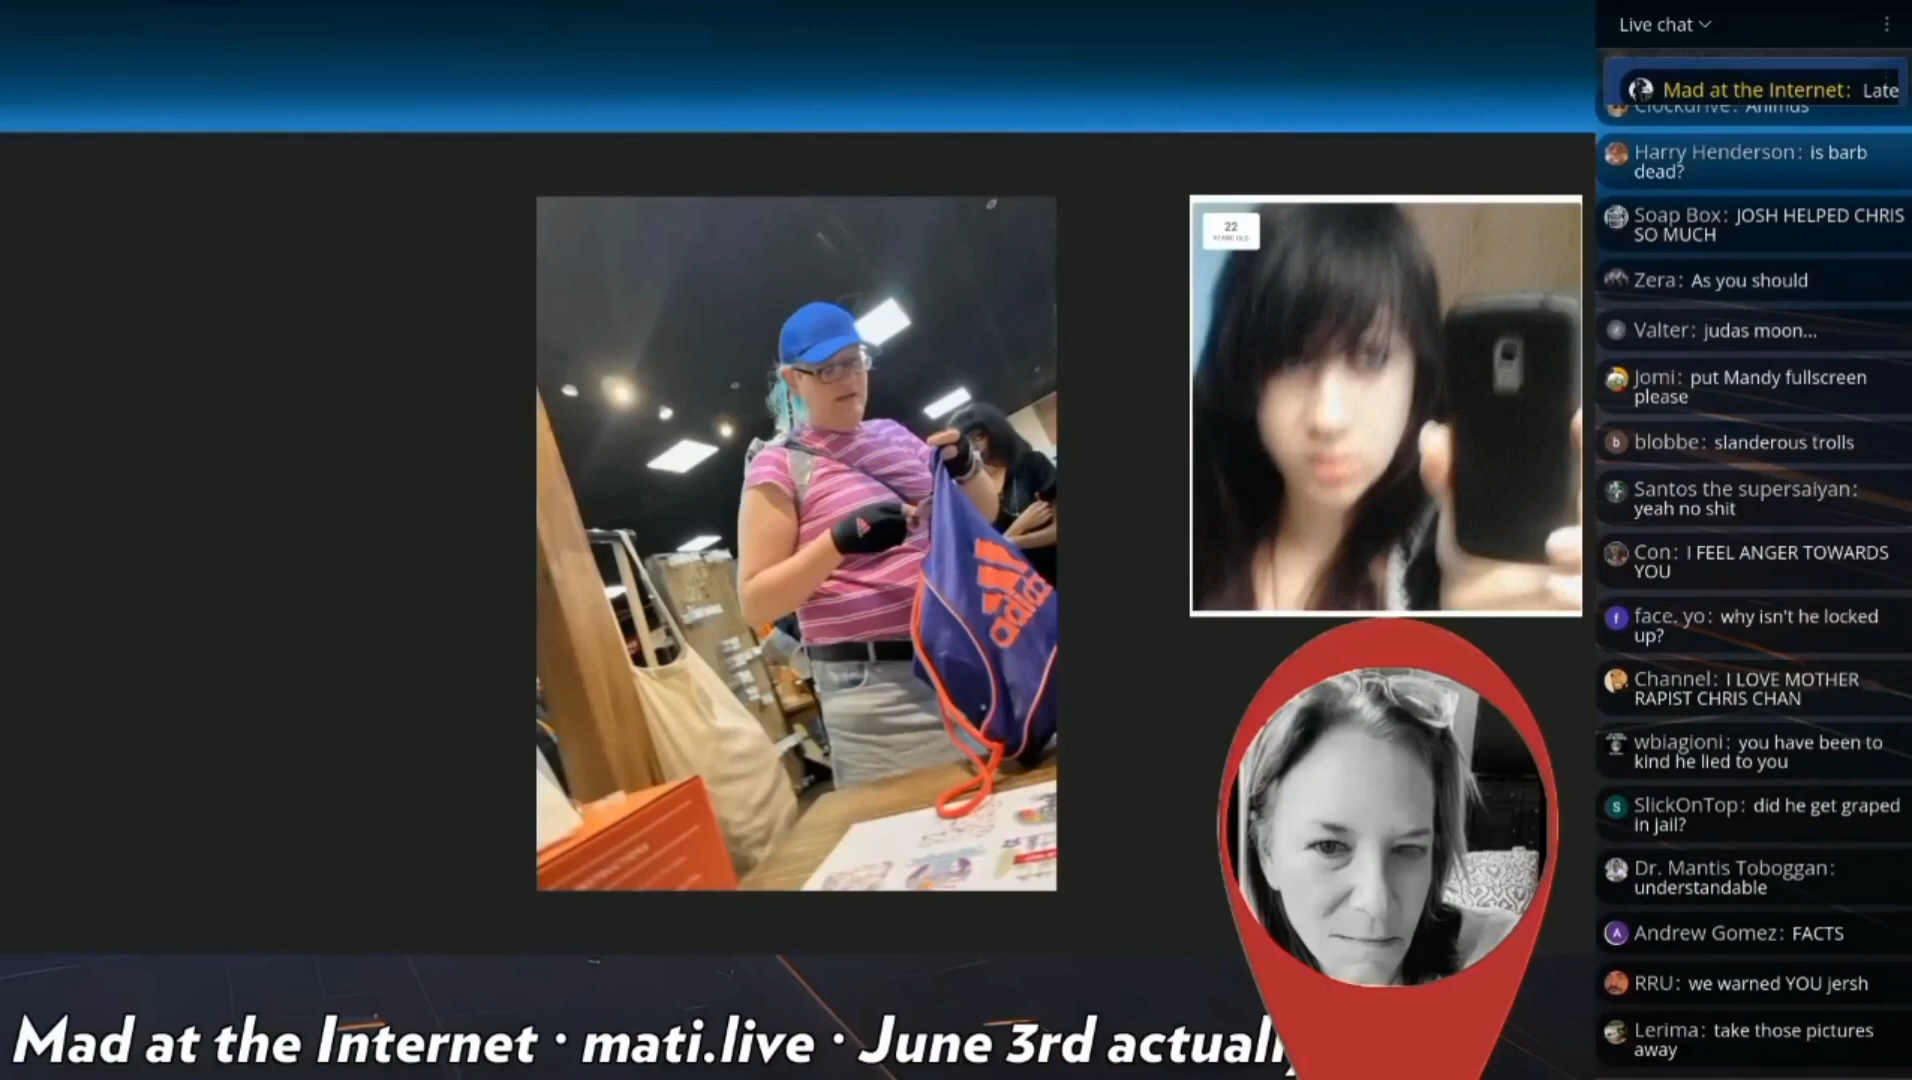 Live chat
Mad at the Internet: Late
Clockdrive: Animus
Harry Henderson: is barb
dead?
Soap Box: JOSH HELPED CHRIS
SO MUCH
Zera: As you should
Valter: judas moon...
Jomi: put Mandy fullscreen
please
b
blobbe: slanderous trolls
Santos the supersaiyan:
yeah no shit
Con: I FEEL ANGER TOWARDS
YOU
f
face. yo: why isn't he locked
up?
Channel: I LOVE MOTHER
RAPIST CHRIS CHAN
wbiagioni: you have been to
kind he lied to you
S
SlickOnTop: did he get graped
in jail?
Dr. Mantis Toboggan:
understandable
A
Andrew Gomez: FACTS
RRU: we warned YOU jersh
Lerima: take those pictures
away
22
YEARS OLD
adidas
Mad at the Internet · mati.live · June 3rd actuall